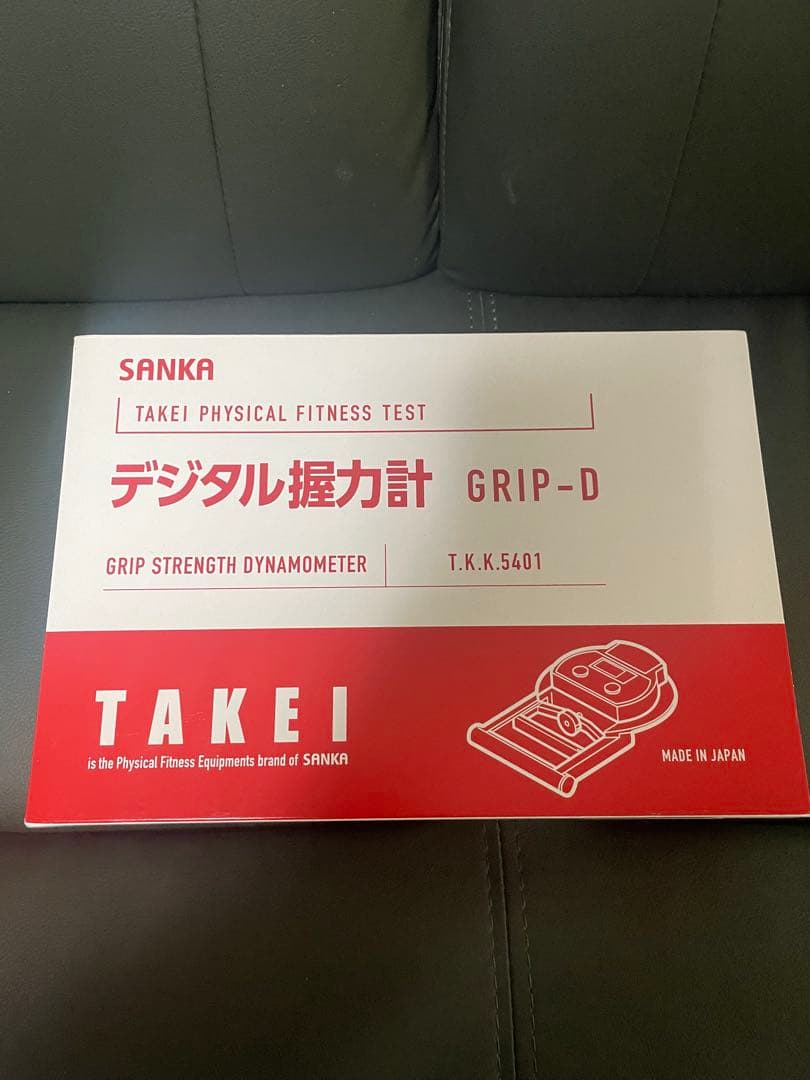 SANKA
TAKEI PHYSICAL FITNESS TEST
デジタル握力計 GRIP-D
GRIP STRENGTH DYNAMOMETER T.K.K.5401
TAKEI
is the Physical Fitness Equipments brand of SANKA
MADE IN JAPAN